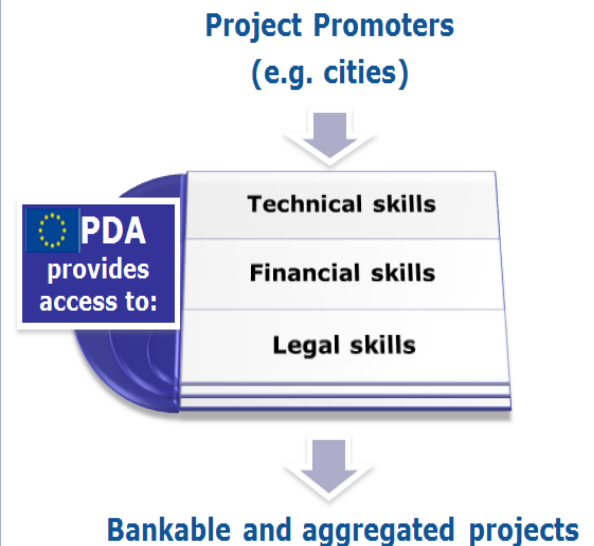 Project Promoters
(e.g. cities)
Technical skills
PDA
provides
access to:
Financial skills
Legal skills
Bankable and aggregated projects